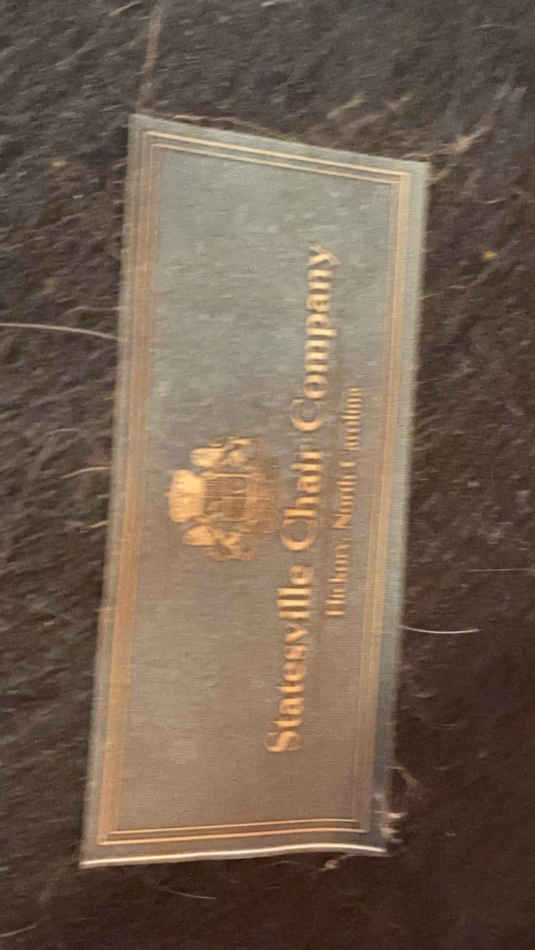 Statesville Chair Company
Hickory, North Carolina